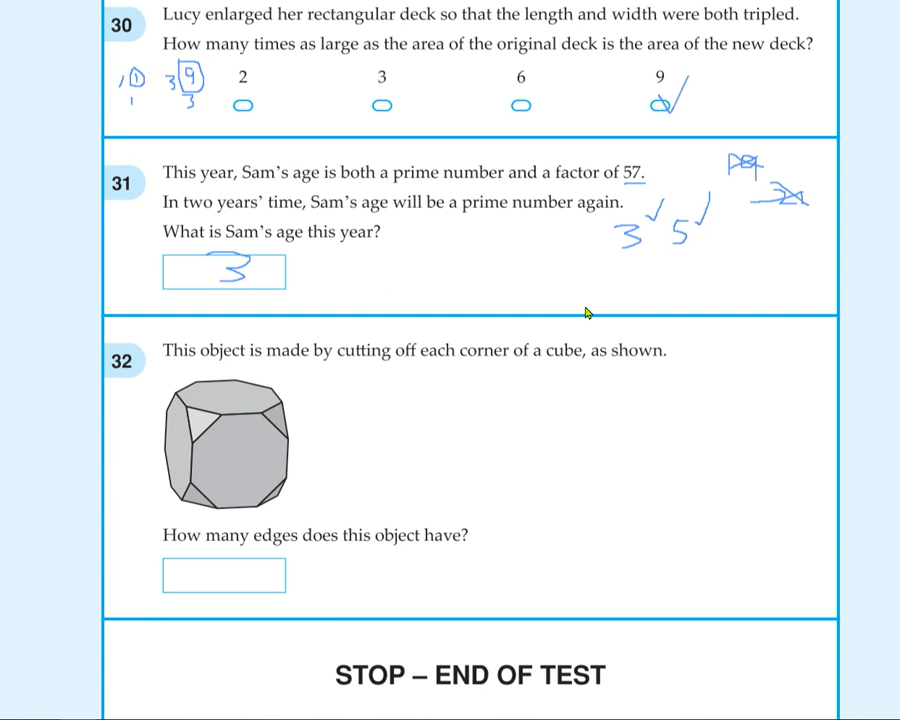 30
Lucy enlarged her rectangular deck so that the length and width were both tripled.
How many times as large as the area of the original deck is the area of the new deck?
1 1 3 9 2 3 6 9
1 3
31
This year, Sam's age is both a prime number and a factor of 57.
In two years' time, Sam's age will be a prime number again.
3 5
What is Sam's age this year?
3
32
This object is made by cutting off each corner of a cube, as shown.
How many edges does this object have?
STOP – END OF TEST